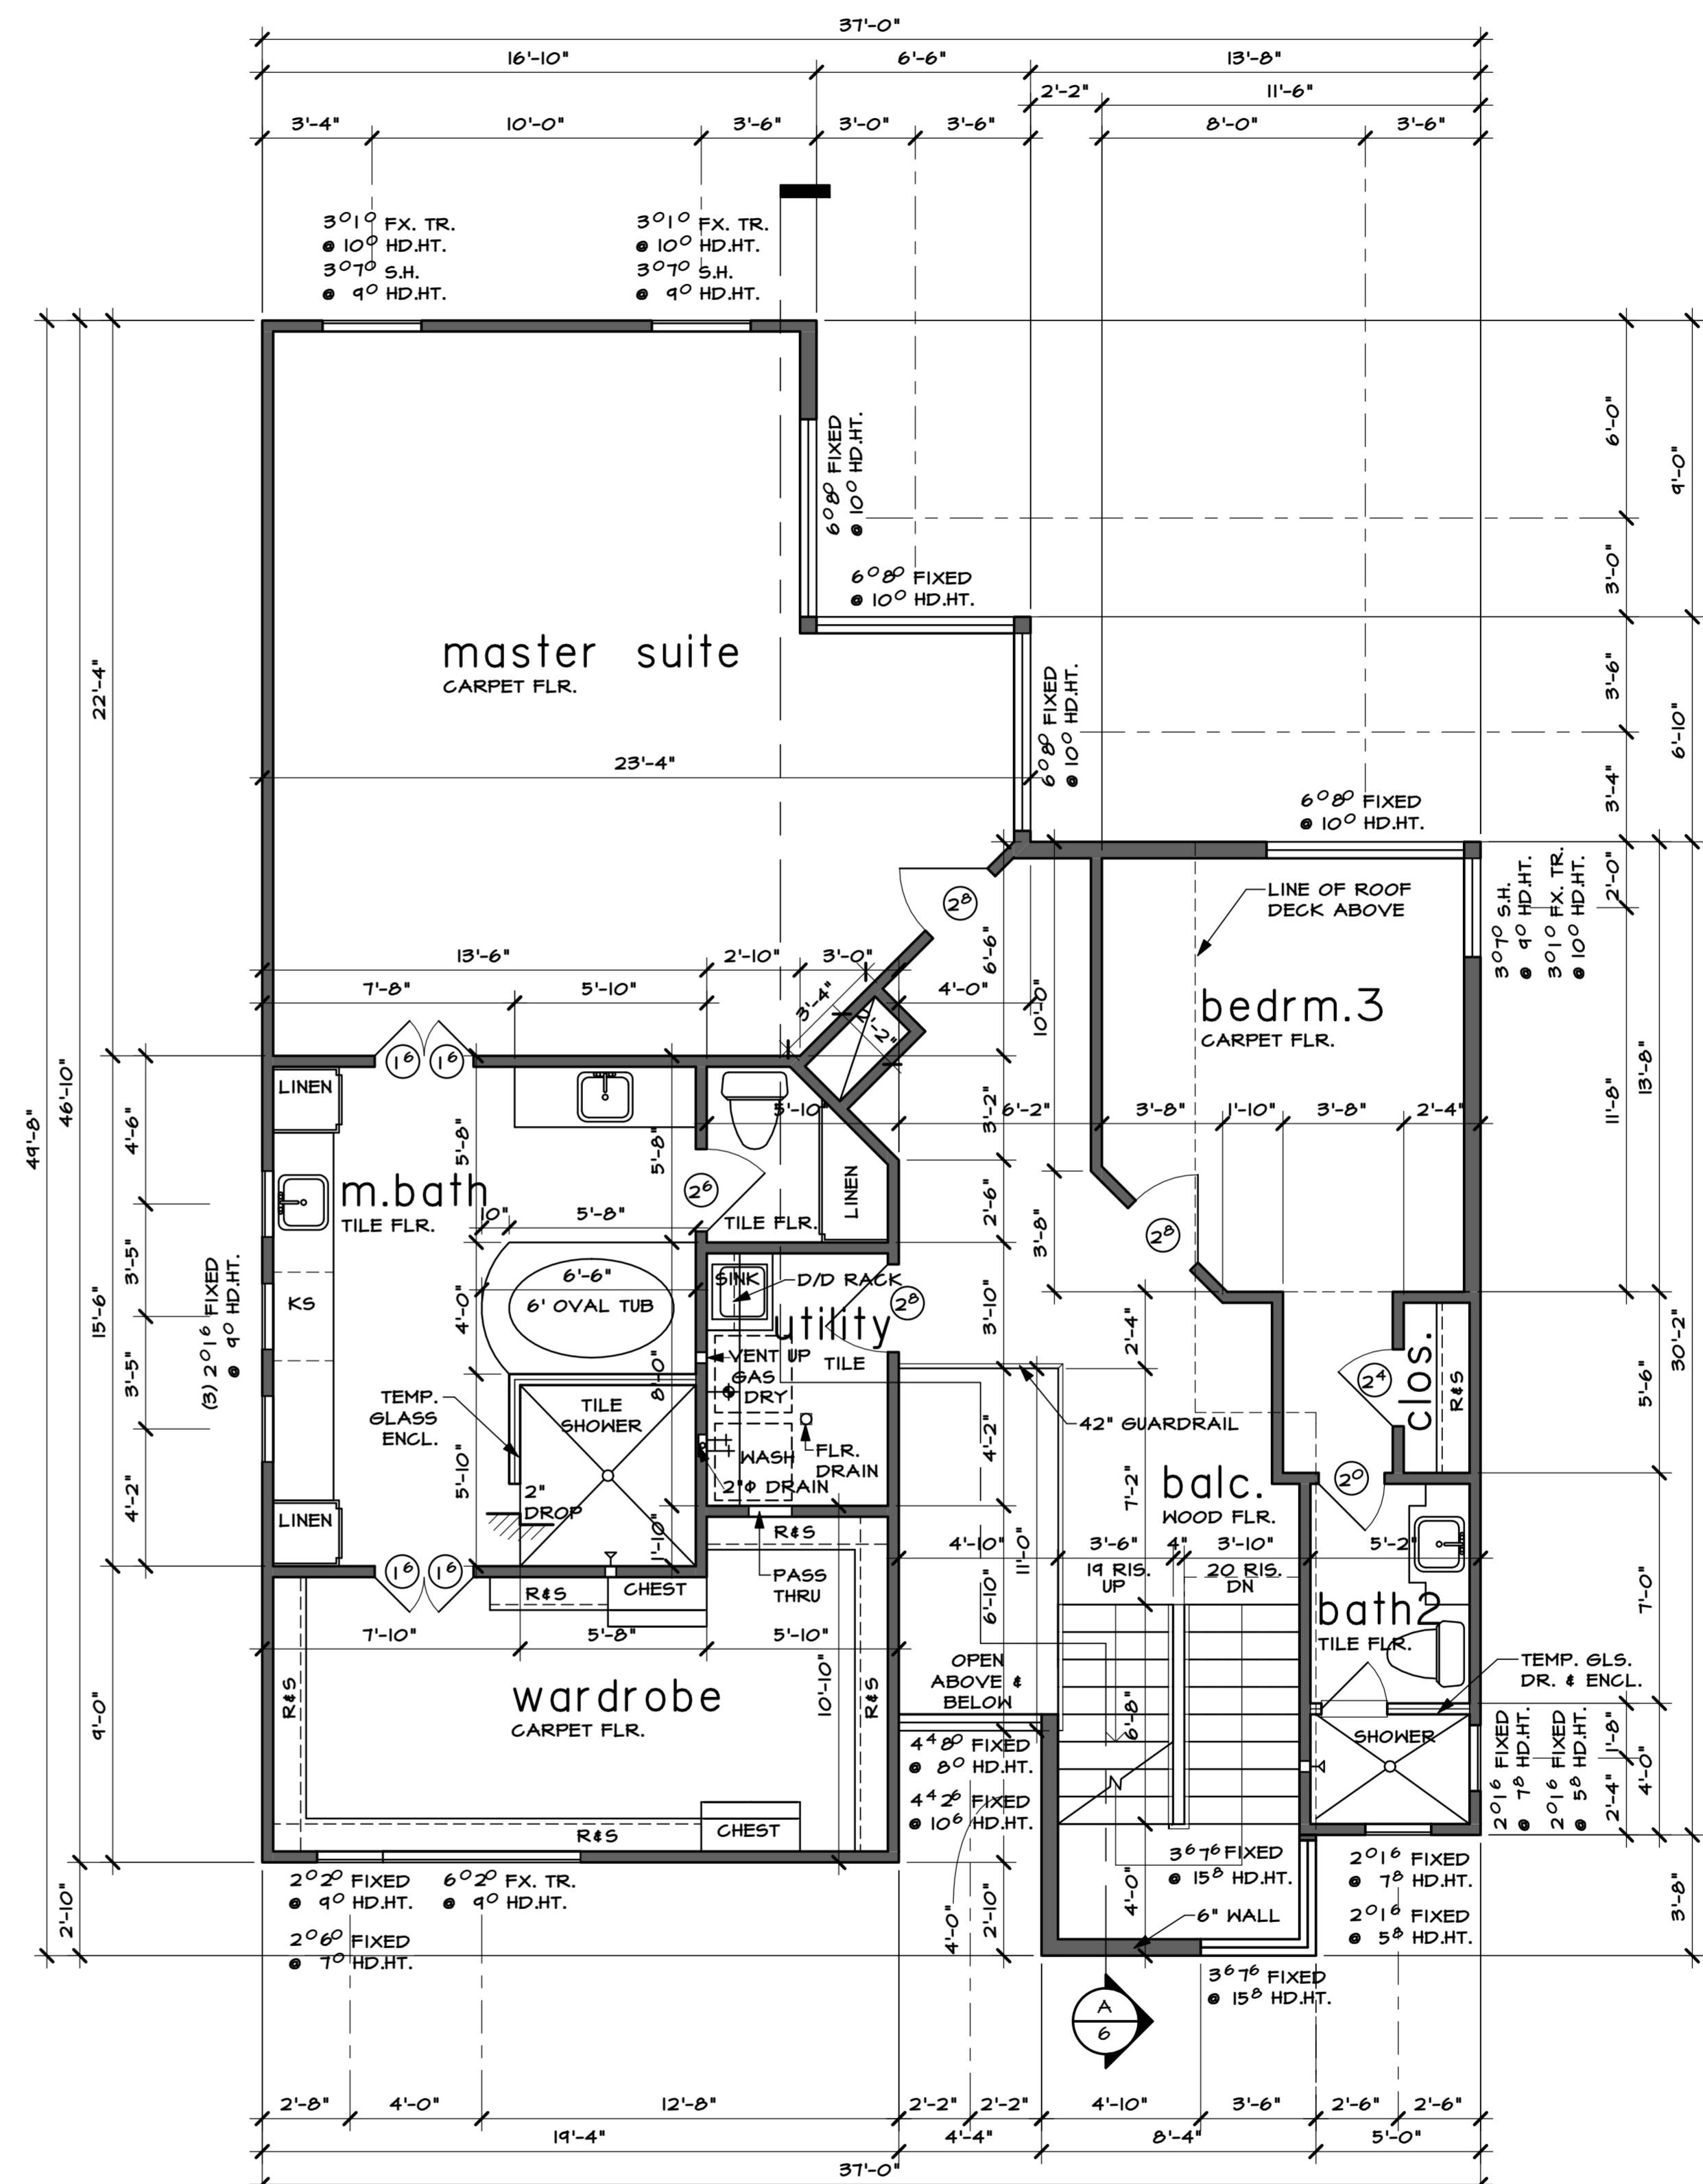 37'-0"
16'-10" 6'-6" 13'-8"
2'-2" 11'-6"
3'-4" 10'-0" 3'-6" 3'-0" 3'-6" 8'-0" 3'-6"
3⁰1⁰ FX. TR.
@ 10⁰ HD.HT.
3⁰7⁰ S.H.
@ 9⁰ HD.HT.
3⁰1⁰ FX. TR.
@ 10⁰ HD.HT.
3⁰7⁰ S.H.
@ 9⁰ HD.HT.
6⁰8⁰ FIXED
@ 10⁰ HD.HT.
6⁰8⁰ FIXED
@ 10⁰ HD.HT.
6⁰8⁰ FIXED
@ 10⁰ HD.HT.
6⁰8⁰ FIXED
@ 10⁰ HD.HT.
6'-0"
9'-0"
3'-0"
3'-6"
6'-10"
3'-4"
2'-0"
22'-4"
46'-10"
49'-8"
master suite
CARPET FLR.
23'-4"
3⁰7⁰ S.H.
@ 9⁰ HD.HT.
3⁰1⁰ FX. TR.
@ 10⁰ HD.HT.
LINE OF ROOF
DECK ABOVE
2⁸
13'-6" 2'-10" 3'-0"
7'-8" 5'-10" 4'-0"
3'-4"
1'-2"
6'-6"
10'-0"
bedrm.3
CARPET FLR.
11'-8"
13'-8"
30'-2"
1⁶ 1⁶
LINEN
5'-10" 6'-2" 3'-8" 1'-10" 3'-8" 2'-4"
3'-2"
4'-6"
5'-8"
5'-8"
m.bath
TILE FLR.
2⁶
TILE FLR.
LINEN
2'-6"
3'-8"
2⁸
10" 5'-8"
3'-5"
15'-6"
(3) 2⁰1⁶ FIXED
@ 9⁰ HD.HT.
KS
6'-6"
6' OVAL TUB
4'-0"
SINK
D/D RACK
2⁸
utility
TILE
3'-10"
2'-4"
VENT UP
GAS
DRY
8'-0"
3'-5"
TEMP.
GLASS
ENCL.
TILE
SHOWER
42" GUARDRAIL
2⁴
clos.
R&S
5'-6"
4'-2"
5'-10"
WASH
FLR.
DRAIN
2"Φ DRAIN
4'-2"
7'-2"
balc.
WOOD FLR.
2⁰
2"
DROP
LINEN
1'-10"
R&S
PASS
THRU
4'-10" 3'-6" 4" 3'-10" 5'-2"
11'-0"
19 RIS.
UP
20 RIS.
DN
1⁶ 1⁶
R&S
CHEST
6'-10"
bath2
TILE FLR.
7'-0"
7'-10" 5'-8" 5'-10"
9'-0"
R&S
wardrobe
CARPET FLR.
10'-10"
R&S
OPEN
ABOVE &
BELOW
6'-8"
TEMP. GLS.
DR. & ENCL.
SHOWER
2⁰1⁶ FIXED
@ 7⁸ HD.HT.
2⁰1⁶ FIXED
@ 5⁸ HD.HT.
1'-8"
2'-4"
4'-0"
4⁴8⁰ FIXED
@ 8⁰ HD.HT.
4⁴2⁶ FIXED
@ 10⁶ HD.HT.
R&S
CHEST
3⁶7⁶ FIXED
@ 15⁸ HD.HT.
2⁰1⁶ FIXED
@ 7⁸ HD.HT.
2⁰1⁶ FIXED
@ 5⁸ HD.HT.
2⁰2⁰ FIXED
@ 9⁰ HD.HT.
6⁰2⁰ FX. TR.
@ 9⁰ HD.HT.
2⁰6⁰ FIXED
@ 7⁰ HD.HT.
2'-10"
4'-0"
2'-10"
4'-0"
6" WALL
3'-8"
3⁶7⁶ FIXED
@ 15⁸ HD.HT.
A
6
2'-8" 4'-0" 12'-8" 2'-2" 2'-2" 4'-10" 3'-6" 2'-6" 2'-6"
19'-4" 4'-4" 8'-4" 5'-0"
37'-0"